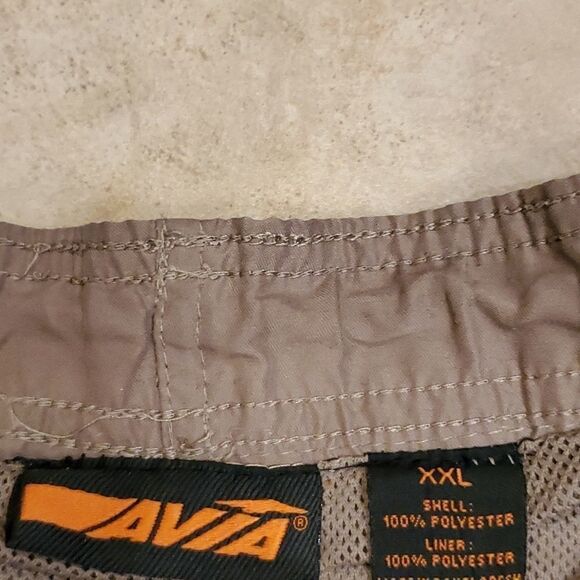 AVIA®
XXL
SHELL:
100% POLYESTER
LINER:
100% POLYESTER